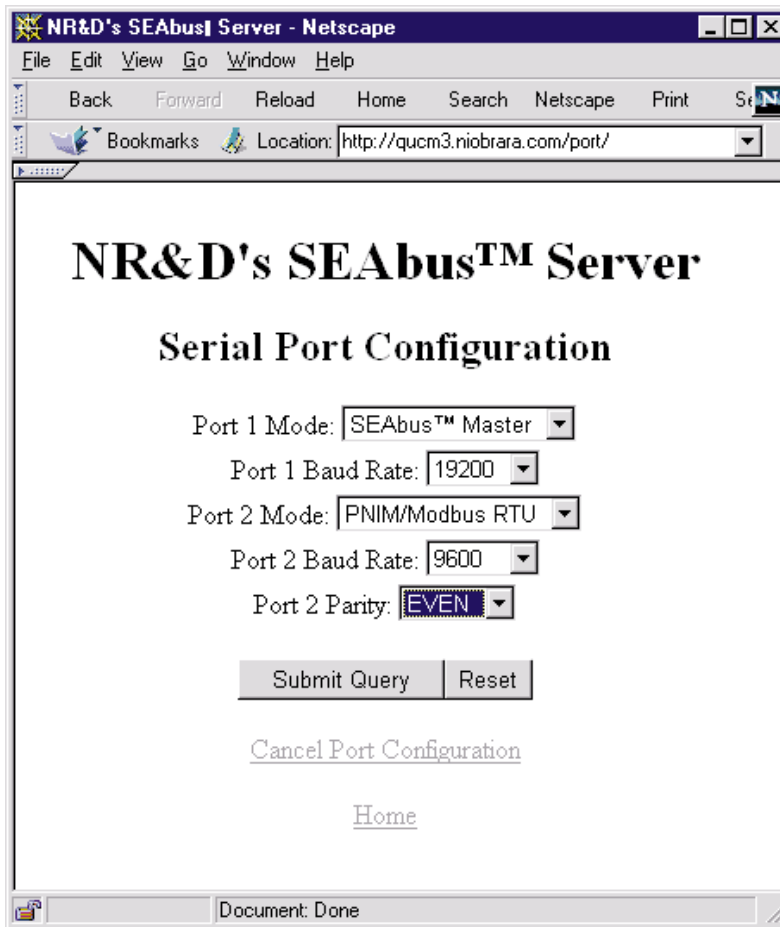 NR&D's SEAbus‖ Server - Netscape
File Edit View Go Window Help
Back Forward Reload Home Search Netscape Print
N
Bookmarks Location: http://qucm3.niobrara.com/port/
NR&D's SEAbus™ Server
Serial Port Configuration
Port 1 Mode: SEAbus™ Master
Port 1 Baud Rate: 19200
Port 2 Mode: PNIM/Modbus RTU
Port 2 Baud Rate: 9600
Port 2 Parity: EVEN
Submit Query Reset
Cancel Port Configuration
Home
Document: Done